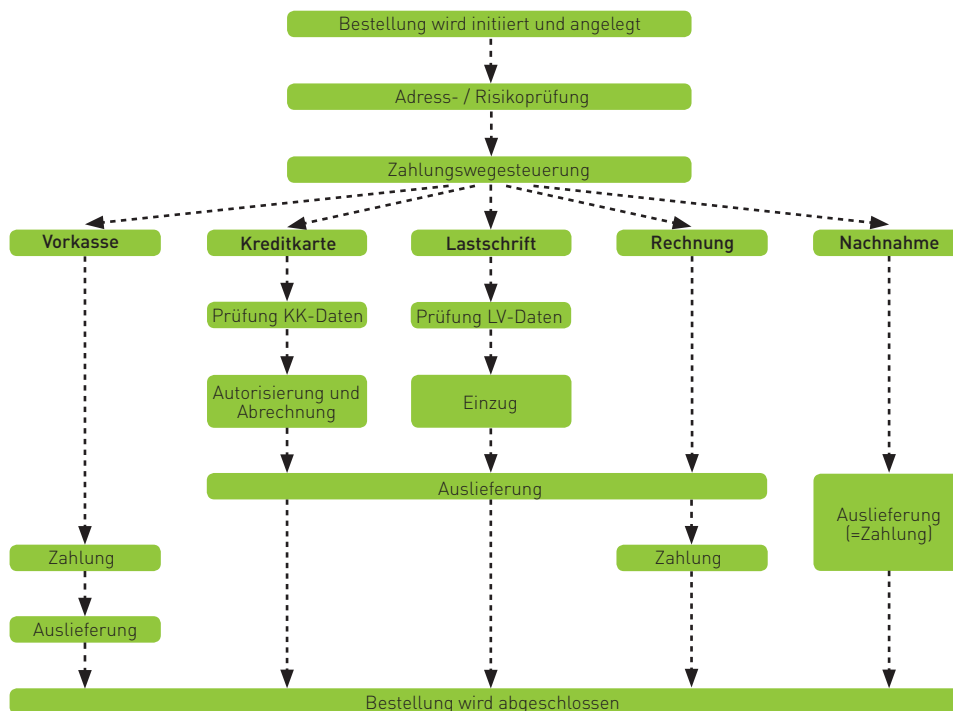 Bestellung wird initiiert und angelegt
Adress- / Risikoprüfung
Zahlungswegesteuerung
Vorkasse
Kreditkarte
Lastschrift
Rechnung
Nachnahme
Prüfung KK-Daten
Prüfung LV-Daten
Autorisierung und
Abrechnung
Einzug
Auslieferung
Auslieferung
(=Zahlung)
Zahlung
Zahlung
Auslieferung
Bestellung wird abgeschlossen